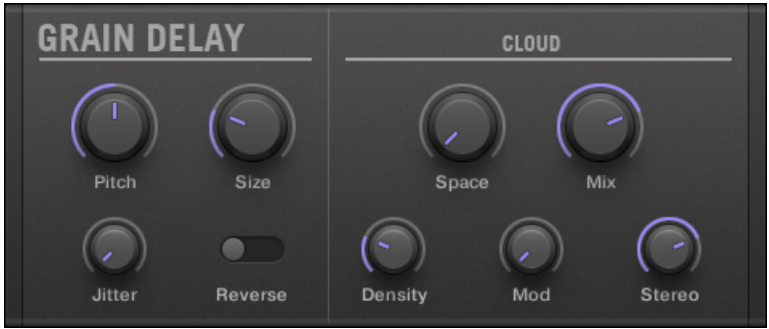 GRAIN DELAY
CLOUD
Pitch
Size
Space
Mix
Jitter
Reverse
Density
Mod
Stereo